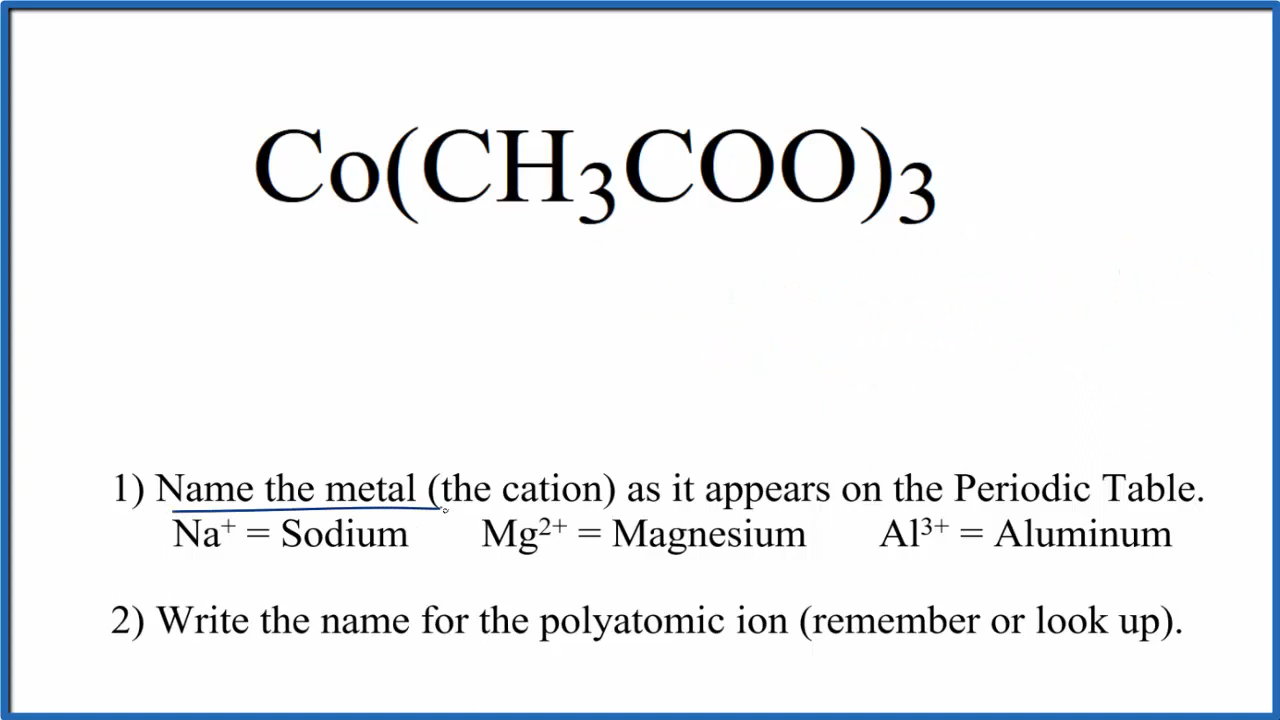 Co(CH₃COO)₃
1) Name the metal (the cation) as it appears on the Periodic Table.
Na⁺ = Sodium Mg²⁺ = Magnesium Al³⁺ = Aluminum
2) Write the name for the polyatomic ion (remember or look up).